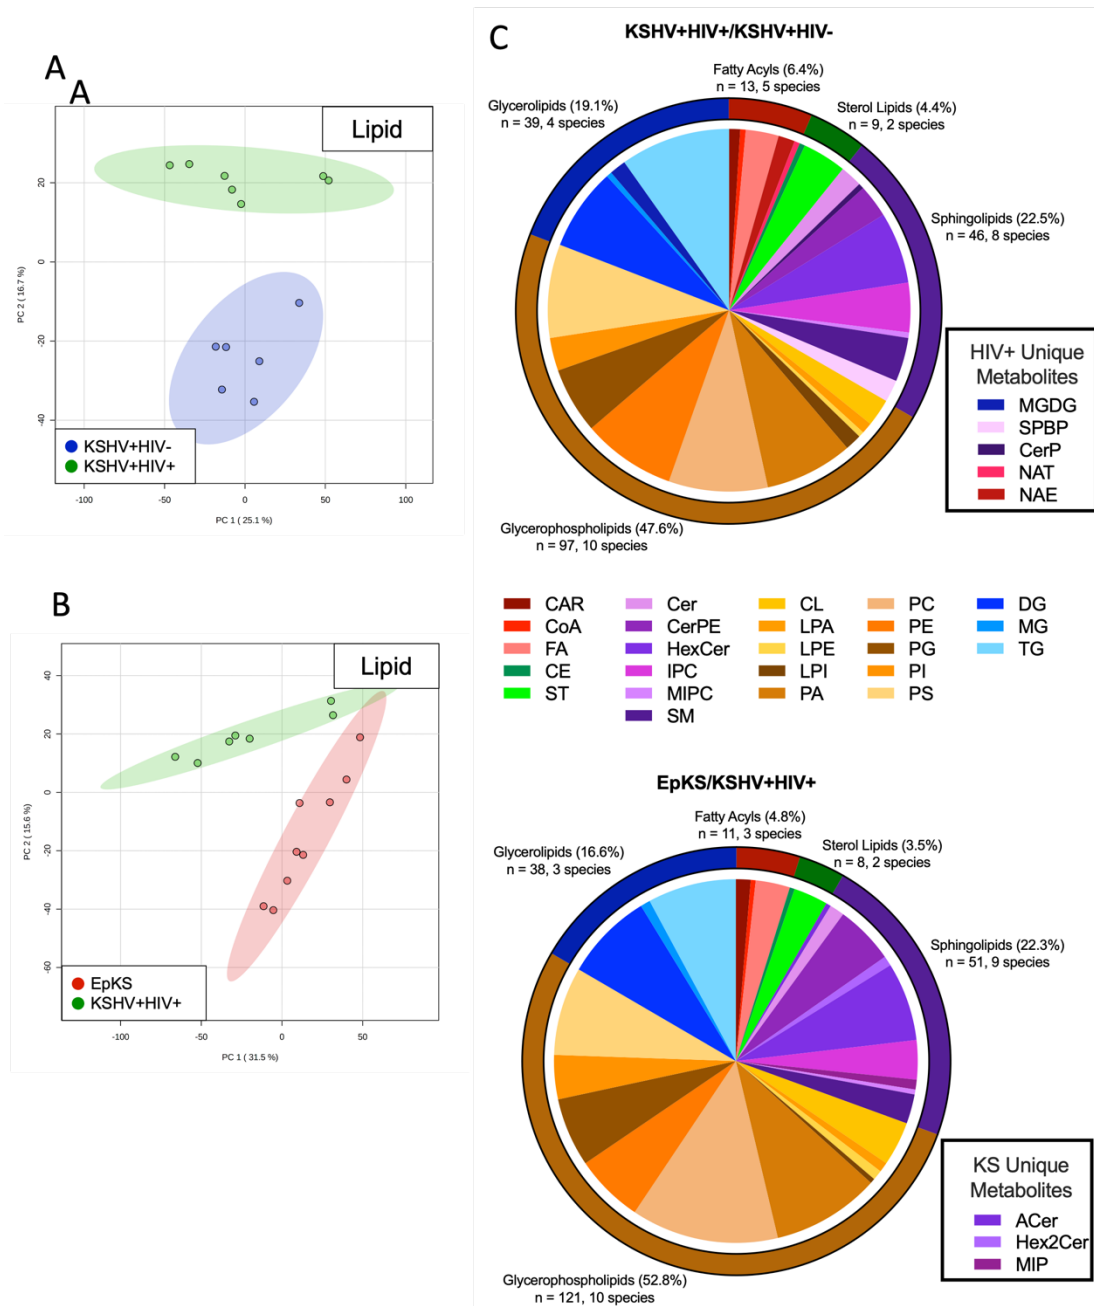 A
A
Lipid
20
0
-20
-40
PC 2 ( 16.7 %)
KSHV+HIV-
KSHV+HIV+
-100
-50
0
50
100
PC 1 ( 25.1 %)
B
Lipid
40
20
0
-20
-40
-60
PC 2 ( 15.6 %)
EpKS
KSHV+HIV+
-100
-50
0
50
PC 1 ( 31.5 %)
C
KSHV+HIV+/KSHV+HIV-
Fatty Acyls (6.4%)
n = 13, 5 species
Glycerolipids (19.1%)
n = 39, 4 species
Sterol Lipids (4.4%)
n = 9, 2 species
Sphingolipids (22.5%)
n = 46, 8 species
HIV+ Unique
Metabolites
MGDG
SPBP
CerP
NAT
NAE
Glycerophospholipids (47.6%)
n = 97, 10 species
CAR
CoA
FA
CE
ST
Cer
CerPE
HexCer
IPC
MIPC
SM
CL
LPA
LPE
LPI
PA
PC
PE
PG
PI
PS
DG
MG
TG
EpKS/KSHV+HIV+
Fatty Acyls (4.8%)
n = 11, 3 species
Glycerolipids (16.6%)
n = 38, 3 species
Sterol Lipids (3.5%)
n = 8, 2 species
Sphingolipids (22.3%)
n = 51, 9 species
KS Unique
Metabolites
ACer
Hex2Cer
MIP
Glycerophospholipids (52.8%)
n = 121, 10 species